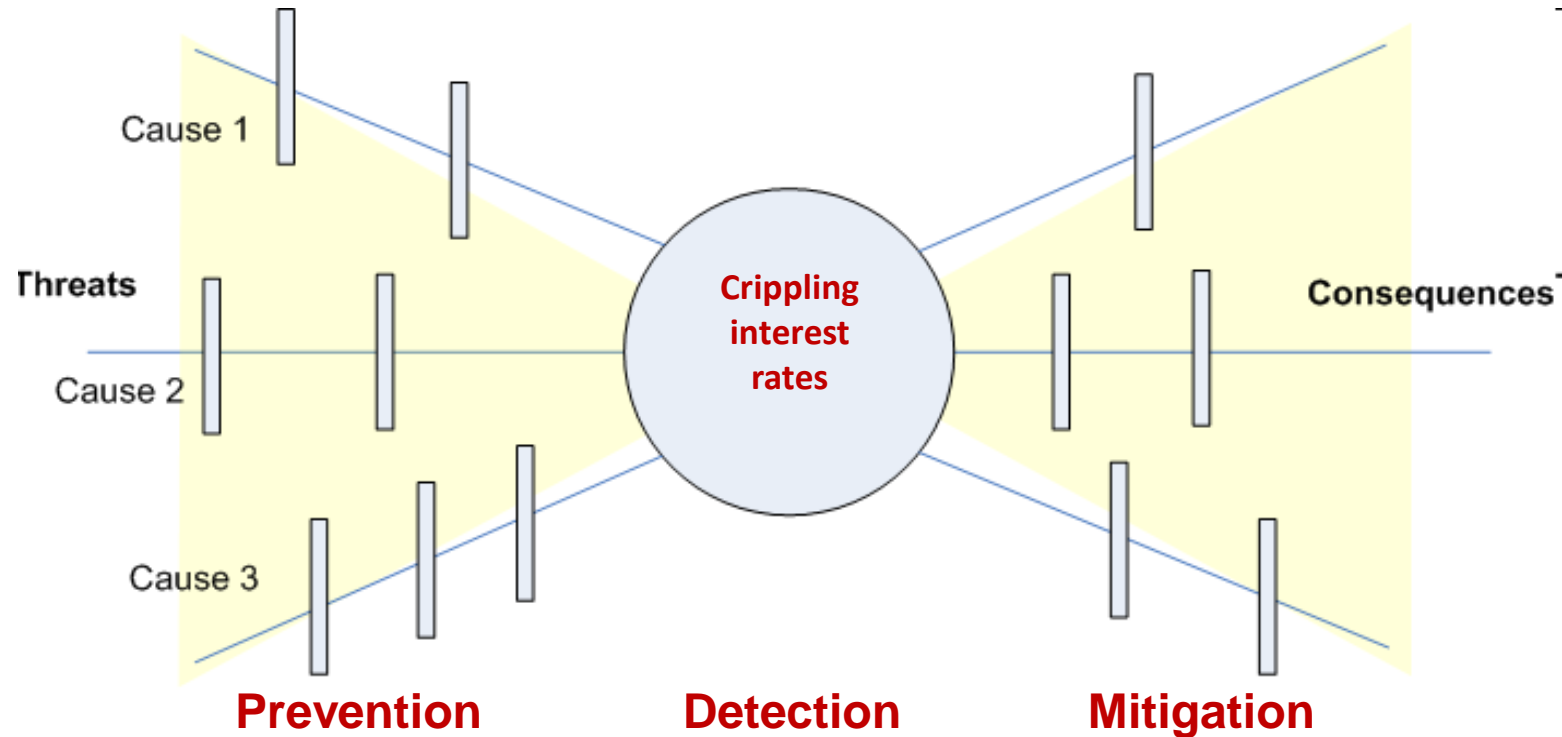 Cause 1
Threats
Crippling
interest
rates
Consequences
Cause 2
Cause 3
Prevention
Detection
Mitigation